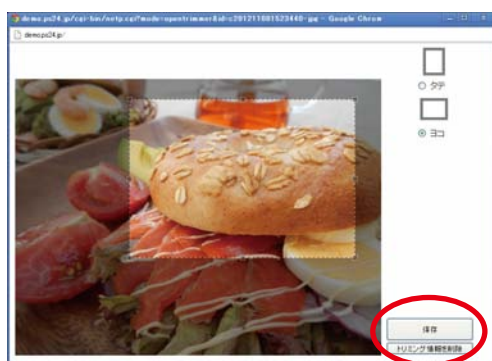 demo.ps24.jp/cgi-bin/netp.cgi?mode=opentrimmer&id=c201211081523440-jpg - Google Chrom
demo.ps24.jp/
タテ
ヨコ
保存
トリミング情報を削除